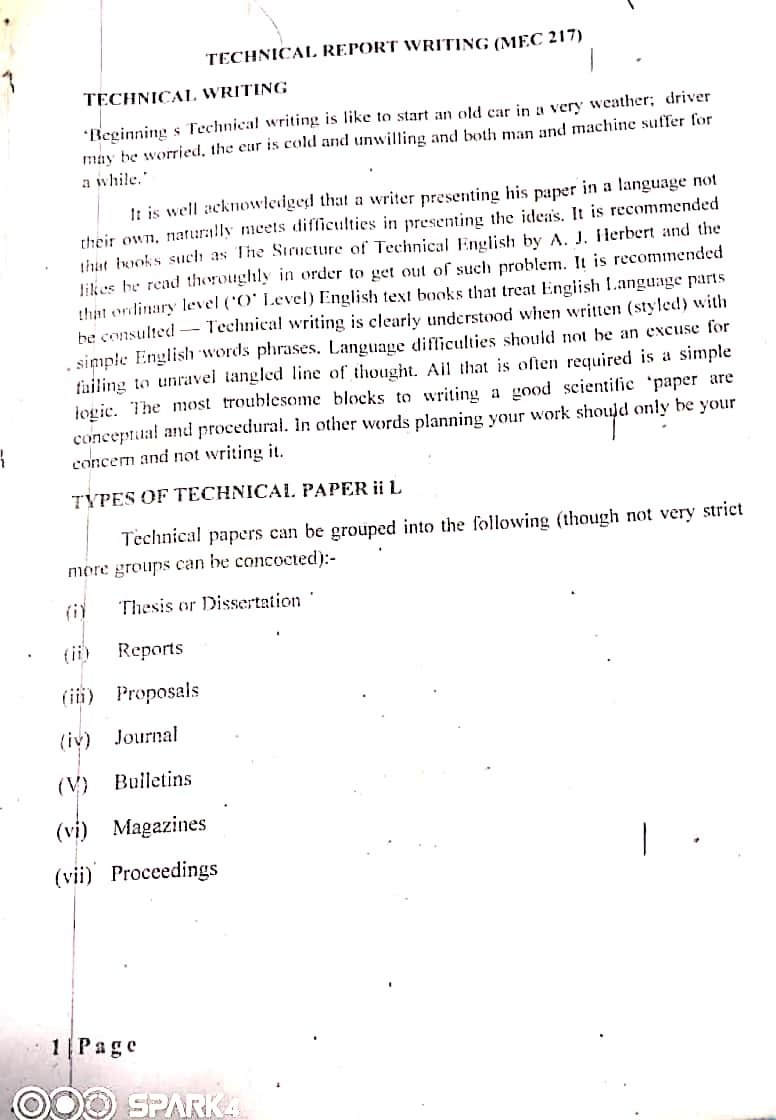 TECHNICAL REPORT WRITING (MEC 217)
TECHNICAL WRITING
'Beginning s Technical writing is like to start an old car in a very weather; driver
may be worried. the car is cold and unwilling and both man and machine suffer for
a while.'
It is well acknowledged that a writer presenting his paper in a language not
their own, naturally meets difficulties in presenting the ideas. It is recommended
that books such as The Structure of Technical English by A. J. Herbert and the
likes be read thoroughly in order to get out of such problem. It is recommended
that ordinary level ('O' Level) English text books that treat English Language parts
be consulted — Technical writing is clearly understood when written (styled) with
simple English words phrases. Language difficulties should not be an excuse for
failing to unravel tangled line of thought. All that is often required is a simple
logic. The most troublesome blocks to writing a good scientific 'paper are
conceptual and procedural. In other words planning your work should only be your
concern and not writing it.
TYPES OF TECHNICAL PAPER ii L
Technical papers can be grouped into the following (though not very strict
more groups can be concocted):-
(i) Thesis or Dissertation
(ii) Reports
(iii) Proposals
(iv) Journal
(V) Bulletins
(vi) Magazines
(vii) Proceedings
1 | Page
SPARK 4